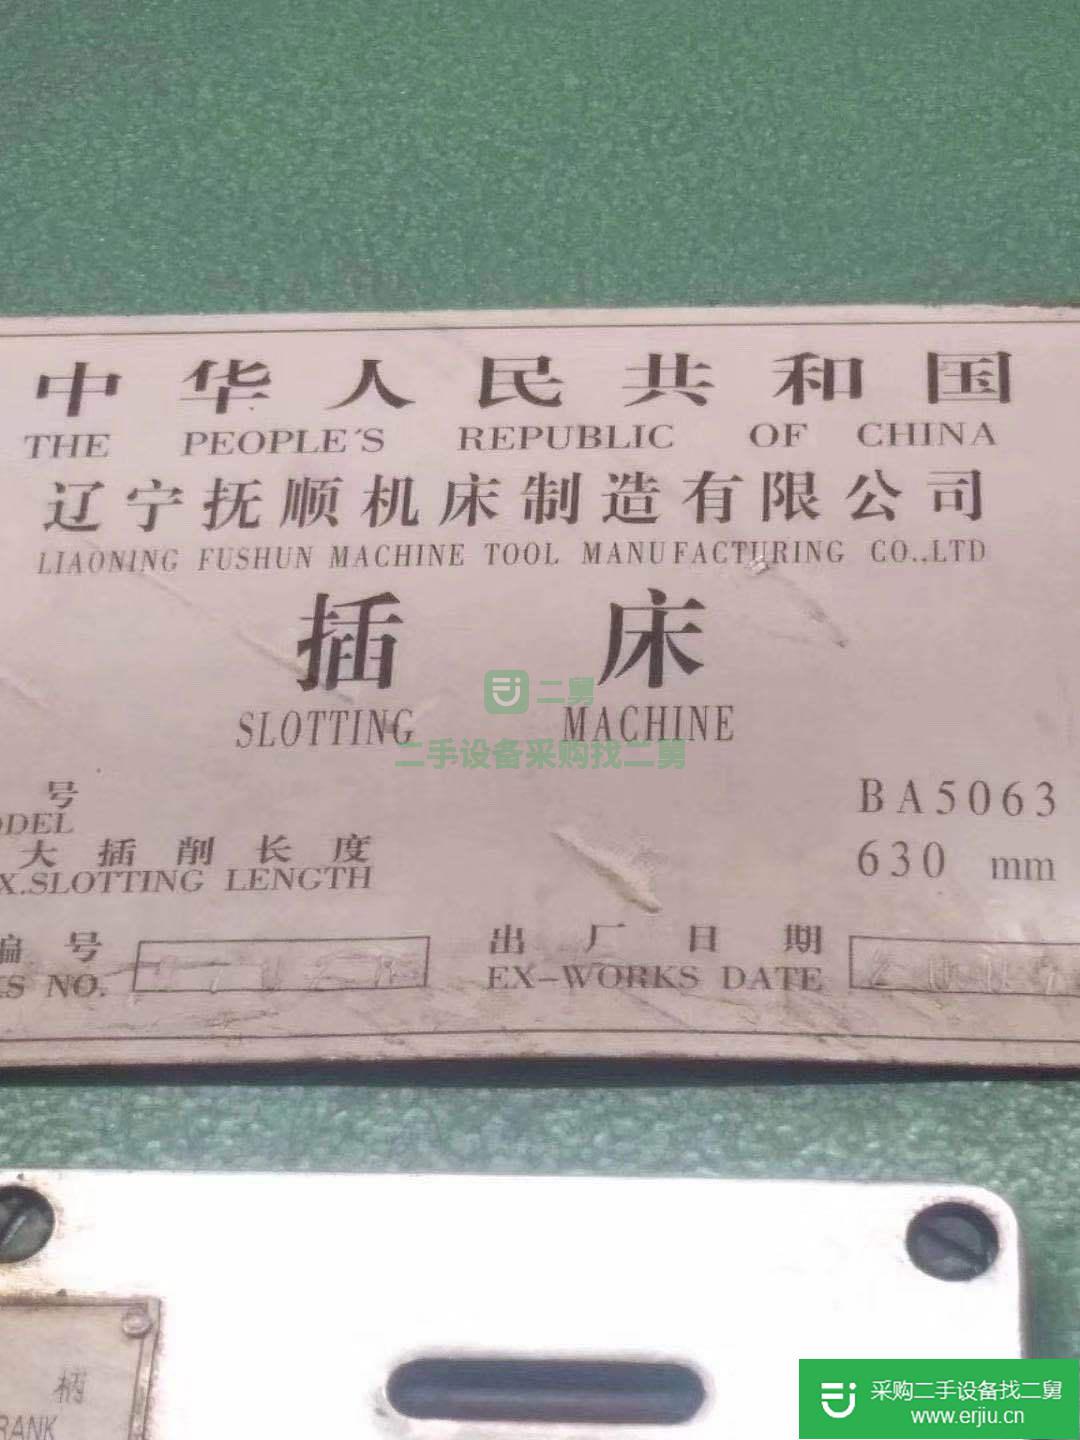 中华人民共和国
THE PEOPLE'S REPUBLIC OF CHINA
辽宁抚顺机床制造有限公司
LIAONING FUSHUN MACHINE TOOL MANUFACTURING CO.,LTD
插床
SLOTTING MACHINE
二舅
二手设备采购找二舅
号 BA5063
ODEL
大插削长度 630 mm
X.SLOTTING LENGTH
编号 出厂日期
KS NO. EX-WORKS DATE 200
柄
RANK
采购二手设备找二舅
www.erjiu.cn